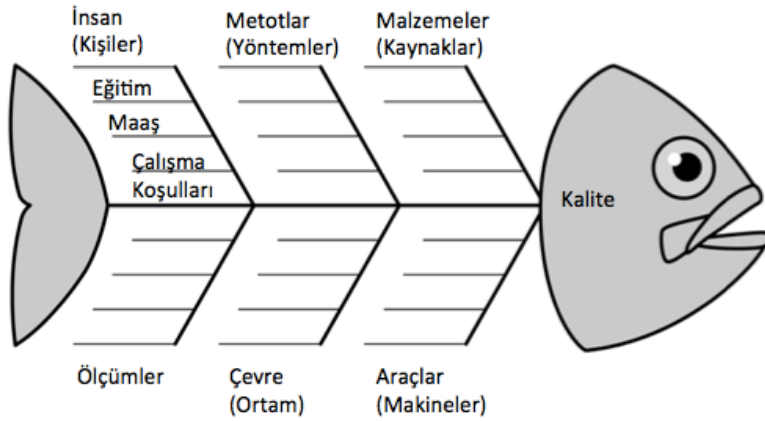 İnsan
(Kişiler)
Metotlar
(Yöntemler)
Malzemeler
(Kaynaklar)
Eğitim
Maaş
Çalışma
Koşulları
Kalite
Ölçümler
Çevre
(Ortam)
Araçlar
(Makineler)